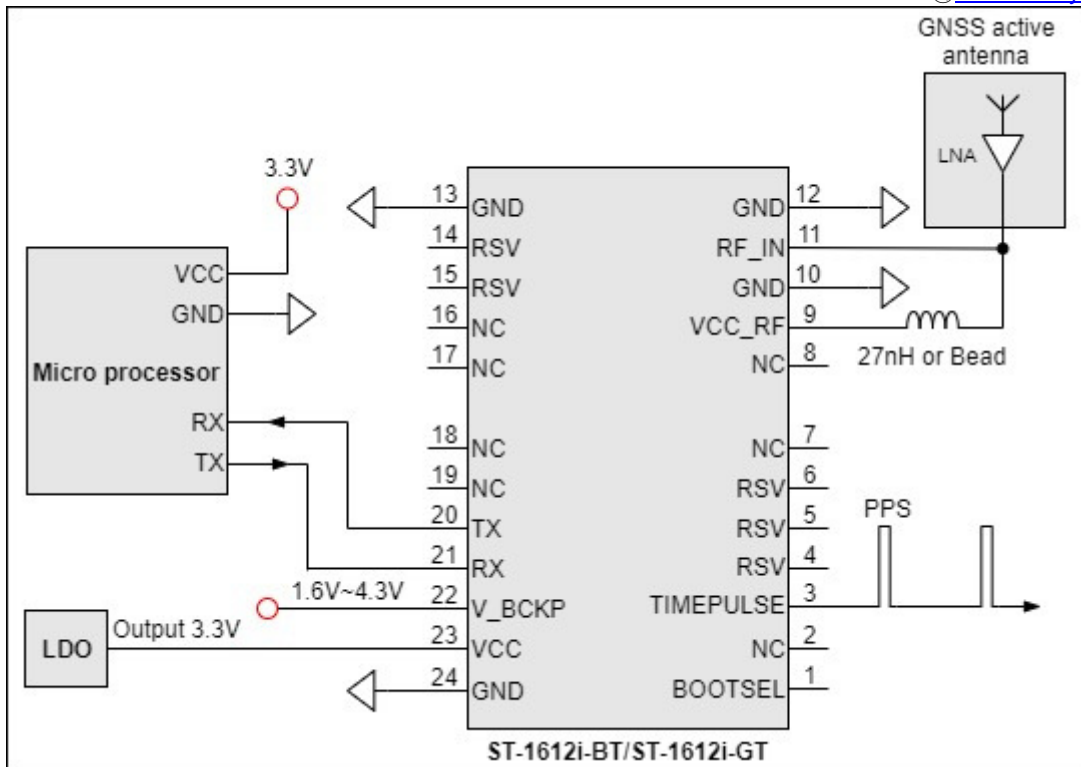 GNSS active
antenna
LNA
3.3V
VCC
GND
Micro processor
RX
TX
13 GND
14 RSV
15 RSV
16 NC
17 NC
18 NC
19 NC
20 TX
21 RX
1.6V~4.3V 22 V_BCKP
LDO Output 3.3V 23 VCC
24 GND
GND 12
RF_IN 11
GND 10
VCC_RF 9
27nH or Bead
NC 8
NC 7
RSV 6
RSV 5
PPS
RSV 4
TIMEPULSE 3
NC 2
BOOTSEL 1
ST-1612i-BT/ST-1612i-GT